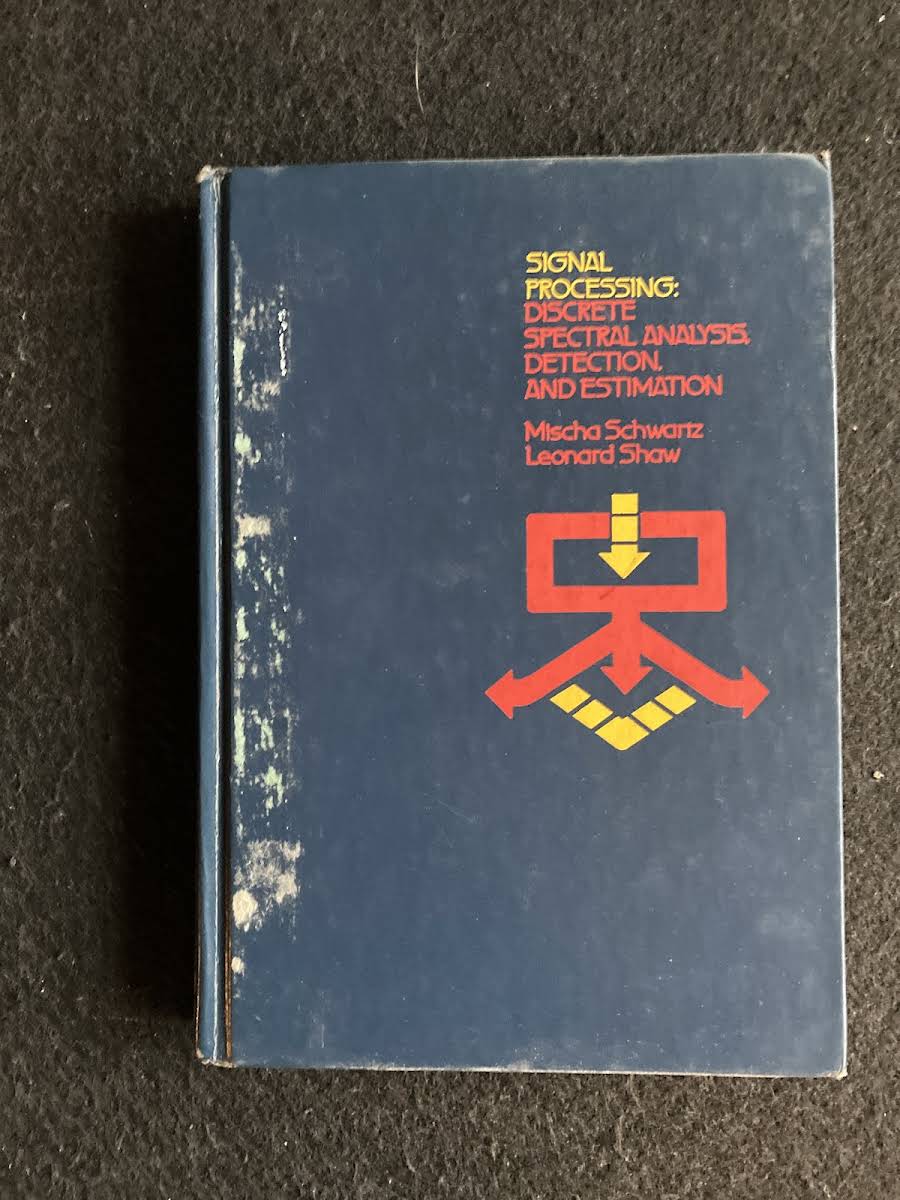 SIGNAL
PROCESSING:
DISCRETE
SPECTRAL ANALYSIS,
DETECTION,
AND ESTIMATION
Mischa Schwartz
Leonard Shaw